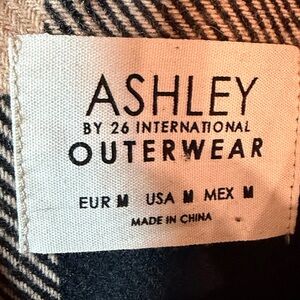 ASHLEY
BY 26 INTERNATIONAL
OUTERWEAR
EUR M USA M MEX M
MADE IN CHINA